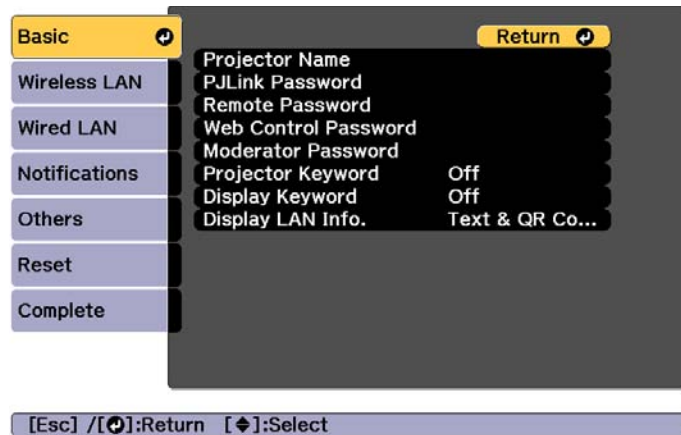 Basic
Wireless LAN
Wired LAN
Notifications
Others
Reset
Complete
Return
Projector Name
PJLink Password
Remote Password
Web Control Password
Moderator Password
Projector Keyword Off
Display Keyword Off
Display LAN Info. Text & QR Co...
[Esc] /[]:Return []:Select